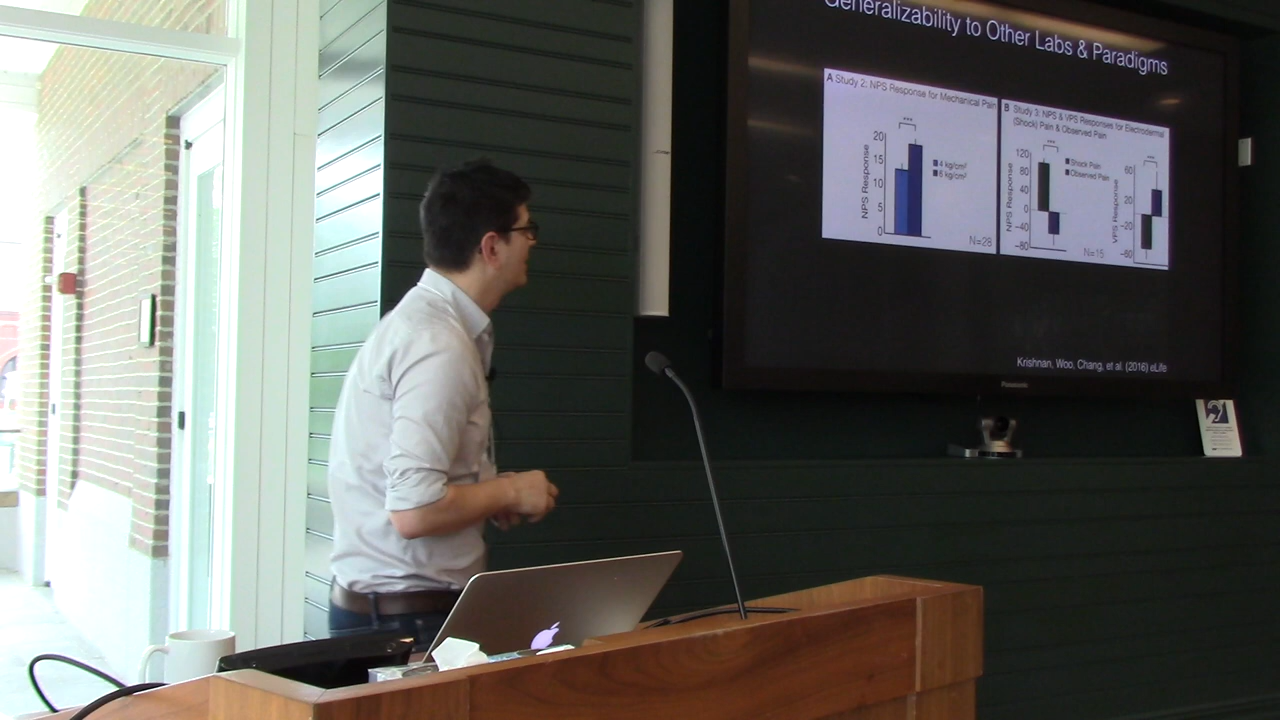 Generalizability to Other Labs & Paradigms
A Study 2: NPS Response for Mechanical Pain
NPS Response
20
15
10
5
0
***
4 kg/cm²
6 kg/cm²
N=28
B Study 3: NPS & VPS Responses for Electrodermal
(Shock) Pain & Observed Pain
NPS Response
120
80
40
0
−40
−80
***
Shock Pain
Observed Pain
N=15
VPS Response
60
20
−20
−60
***
Krishnan, Woo, Chang, et al. (2016) eLife
Panasonic